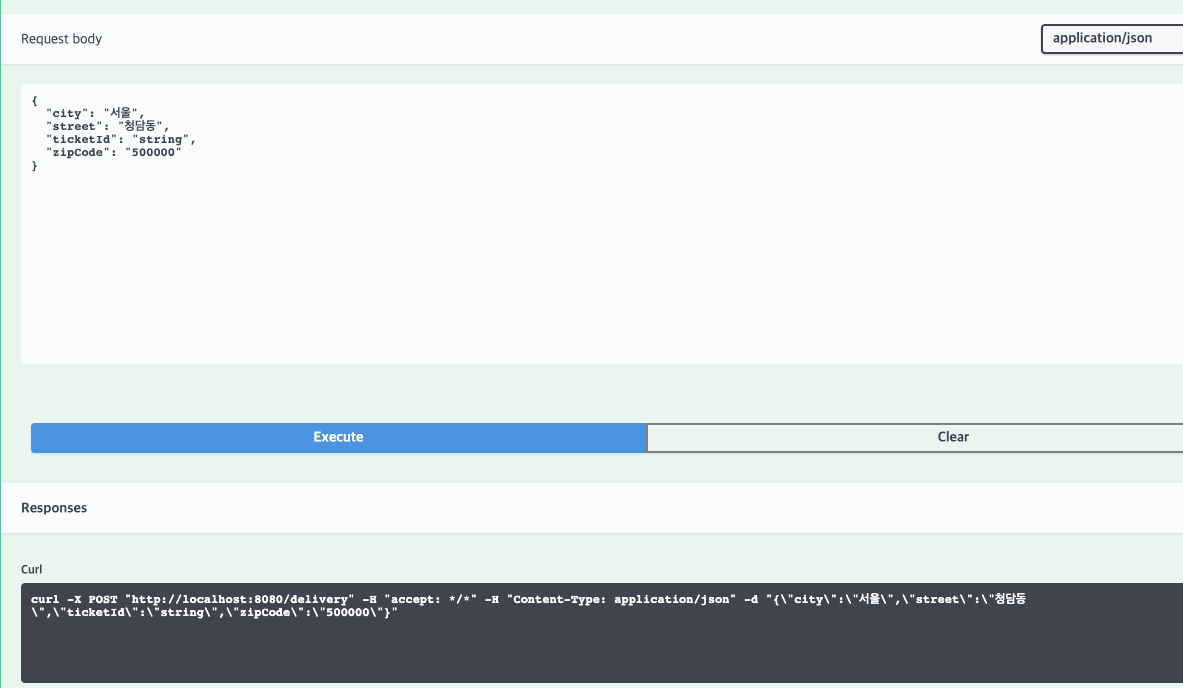 Request body
application/json
{
"city": "서울",
"street": "청담동",
"ticketId": "string",
"zipCode": "500000"
}
Execute
Clear
Responses
Curl
curl -X POST "http://localhost:8080/delivery" -H "accept: */*" -H "Content-Type: application/json" -d "{\"city\":\"서울\",\"street\":\"청담동
\",\"ticketId\":\"string\",\"zipCode\":\"500000\"}"